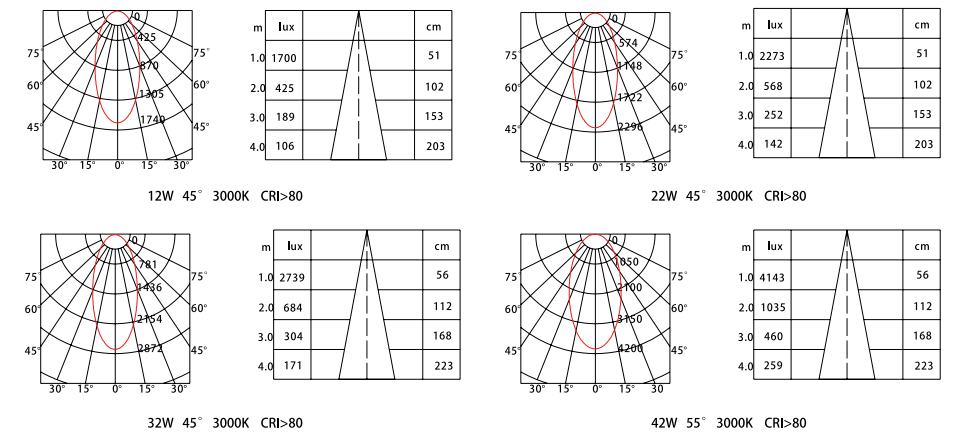 0
425
870
1305
1740
75° 75°
60° 60°
45° 45°
30° 15° 0° 15° 30°
m lux cm
1.0 1700 51
2.0 425 102
3.0 189 153
4.0 106 203
12W 45° 3000K CRI>80
0
574
1148
1722
2296
75° 75°
60° 60°
45° 45°
30° 15° 0° 15° 30°
m lux cm
1.0 2273 51
2.0 568 102
3.0 252 153
4.0 142 203
22W 45° 3000K CRI>80
0
781
1436
2154
2872
75° 75°
60° 60°
45° 45°
30° 15° 0° 15° 30°
m lux cm
1.0 2739 56
2.0 684 112
3.0 304 168
4.0 171 223
32W 45° 3000K CRI>80
0
1050
2100
3150
4200
75° 75°
60° 60°
45° 45°
30° 15° 0° 15° 30
m lux cm
1.0 4143 56
2.0 1035 112
3.0 460 168
4.0 259 223
42W 55° 3000K CRI>80